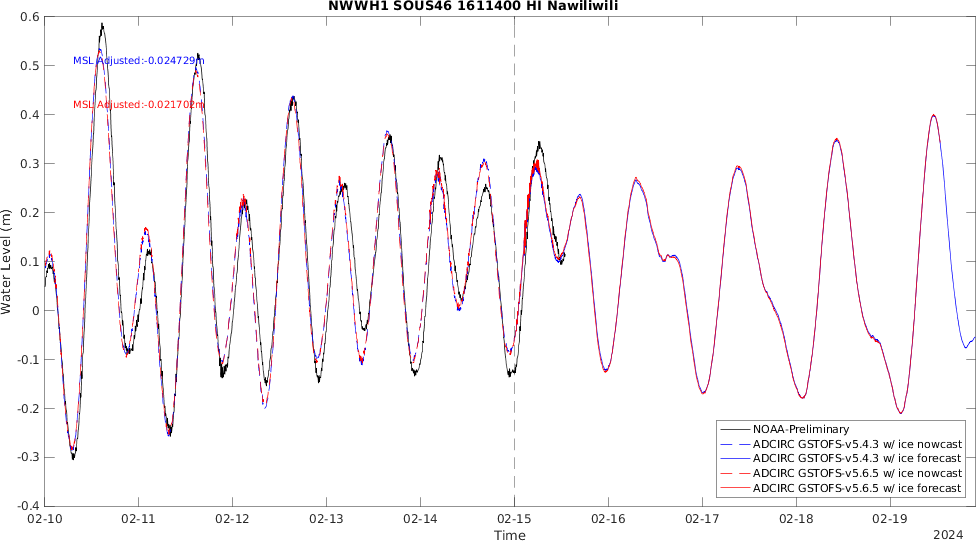 NWWH1 SOUS46 1611400 HI Nawiliwili
0.6
0.5
0.4
0.3
0.2
0.1
0
-0.1
-0.2
-0.3
-0.4
Water Level (m)
MSL Adjusted:-0.024729m
MSL Adjusted:-0.021702m
NOAA-Preliminary
ADCIRC GSTOFS-v5.4.3 w/ ice nowcast
ADCIRC GSTOFS-v5.4.3 w/ ice forecast
ADCIRC GSTOFS-v5.6.5 w/ ice nowcast
ADCIRC GSTOFS-v5.6.5 w/ ice forecast
02-10 02-11 02-12 02-13 02-14 02-15 02-16 02-17 02-18 02-19
Time
2024